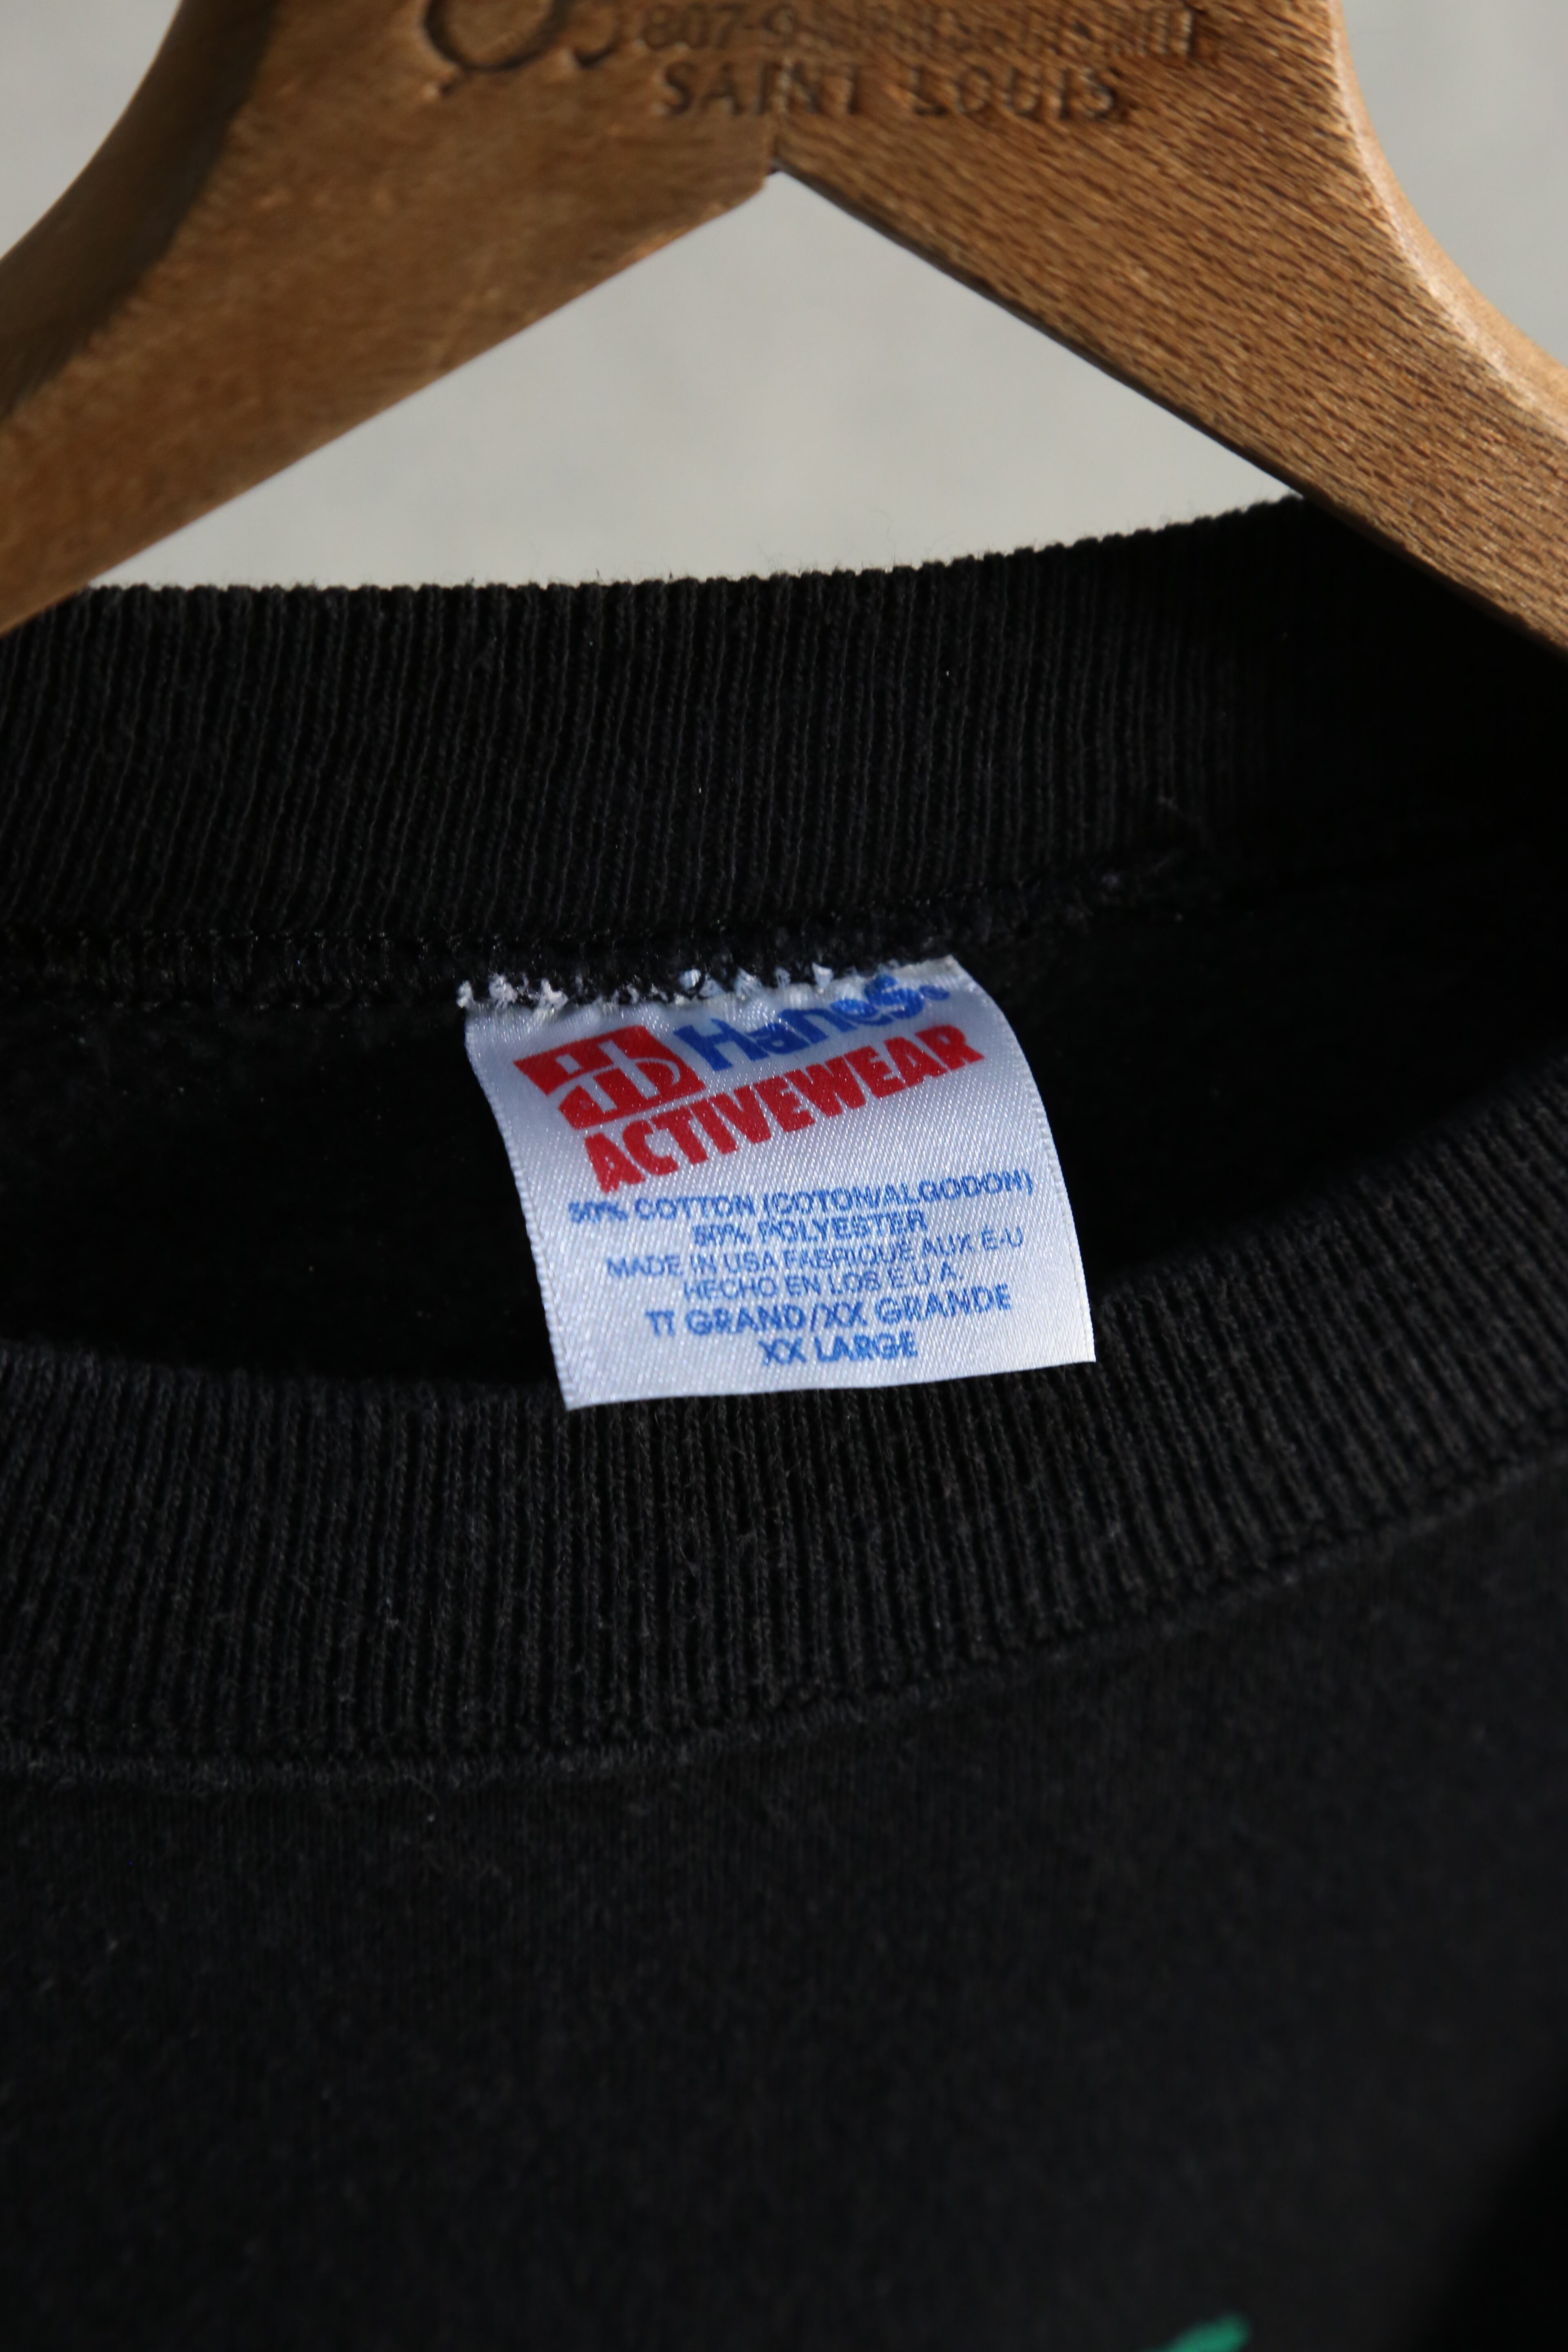 SAINT LOUIS
Hanes®
ACTIVEWEAR
50% COTTON (COTON/ALGODON)
50% POLYESTER
MADE IN USA FABRIQUÉ AUX É-U
HECHO EN LOS E.U.A.
TT GRAND/XX GRANDE
XX LARGE